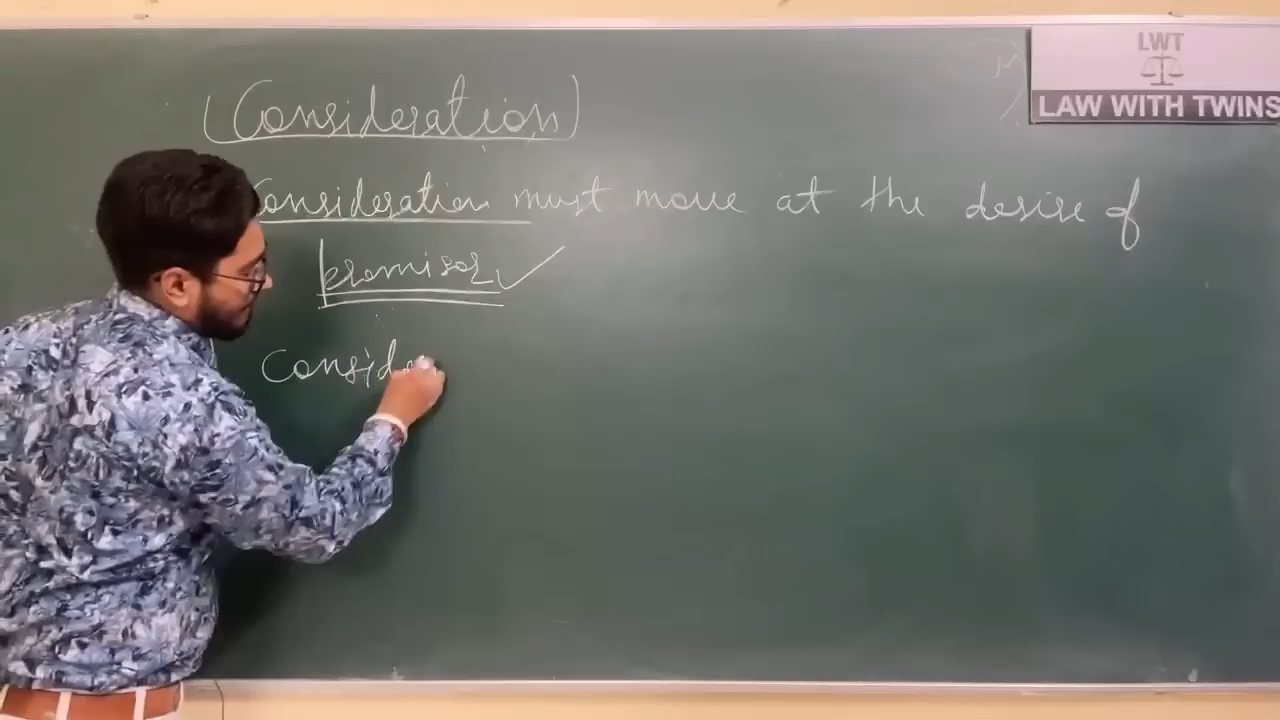 (Consideration)
Consideration must move at the desire of
promisor ✓
Conside
LWT
LAW WITH TWINS